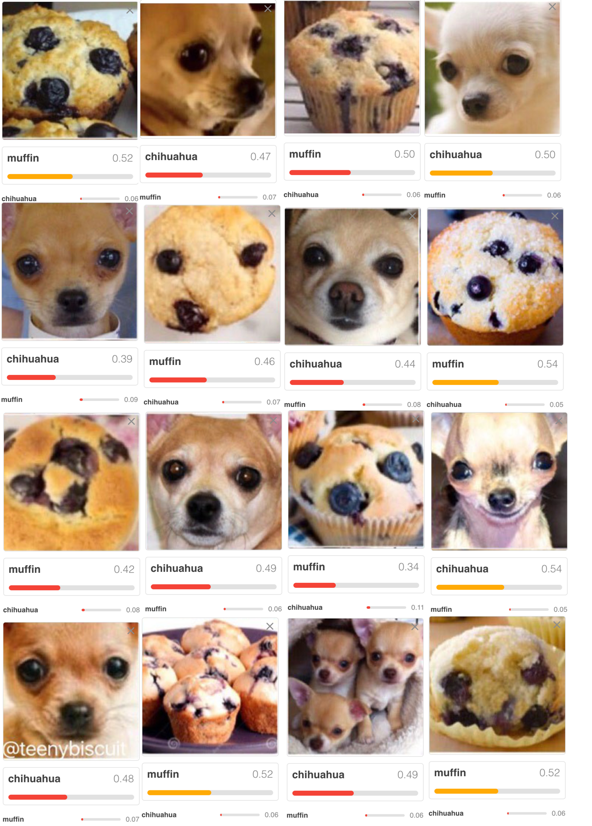 muffin 0.52
chihuahua 0.06
chihuahua 0.47
muffin 0.07
muffin 0.50
chihuahua 0.06
chihuahua 0.50
muffin 0.06
chihuahua 0.39
muffin 0.09
muffin 0.46
chihuahua 0.07
chihuahua 0.44
muffin 0.08
muffin 0.54
chihuahua 0.05
muffin 0.42
chihuahua 0.08
chihuahua 0.49
muffin 0.06
muffin 0.34
chihuahua 0.11
chihuahua 0.54
muffin 0.05
@teenybiscuit
chihuahua 0.48
muffin 0.07
muffin 0.52
chihuahua 0.06
chihuahua 0.49
muffin 0.06
muffin 0.52
chihuahua 0.06